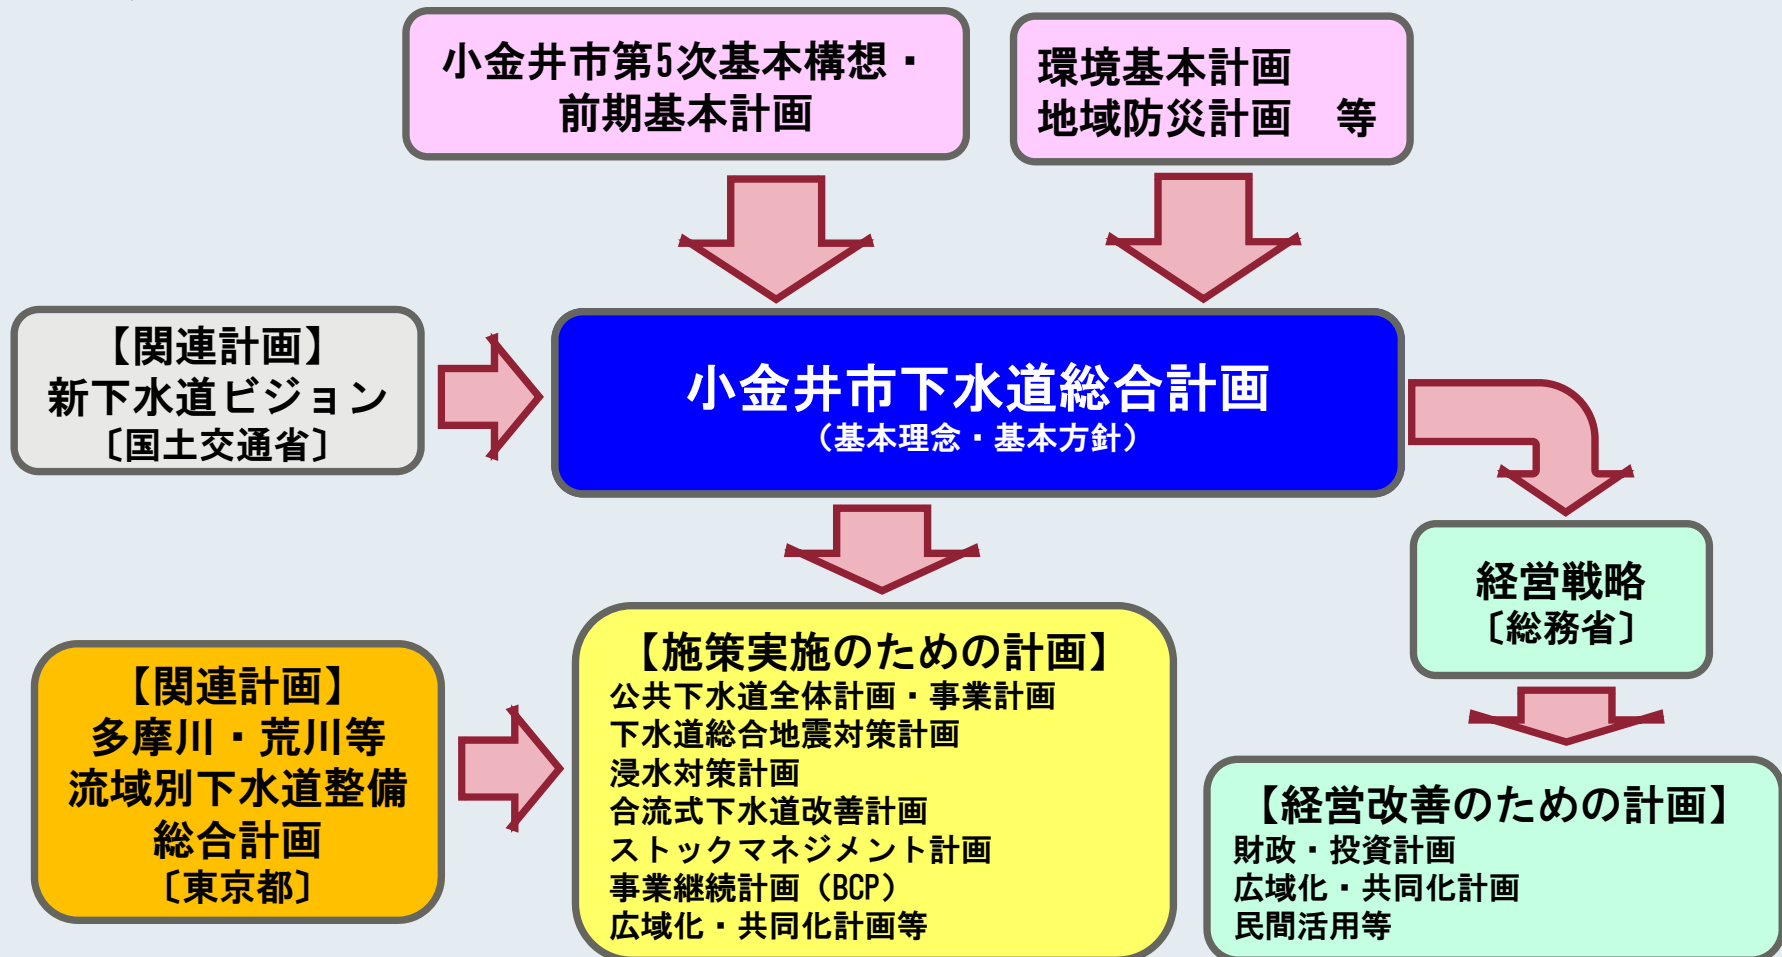 小金井市第5次基本構想・
前期基本計画
環境基本計画
地域防災計画　等
【関連計画】
新下水道ビジョン
〔国土交通省〕
小金井市下水道総合計画
（基本理念・基本方針）
経営戦略
〔総務省〕
【関連計画】
多摩川・荒川等
流域別下水道整備
総合計画
〔東京都〕
【施策実施のための計画】
公共下水道全体計画・事業計画
下水道総合地震対策計画
浸水対策計画
合流式下水道改善計画
ストックマネジメント計画
事業継続計画（BCP）
広域化・共同化計画等
【経営改善のための計画】
財政・投資計画
広域化・共同化計画
民間活用等